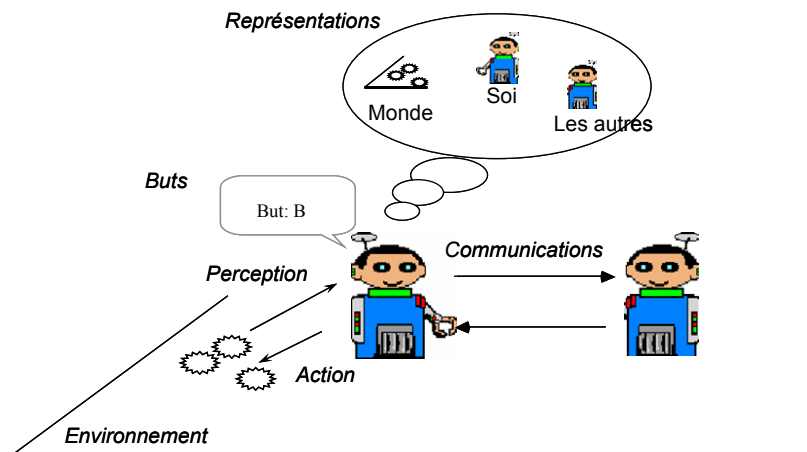 Représentations
Monde
Soi
Les autres
Buts
But: B
Communications
Perception
Action
Environnement